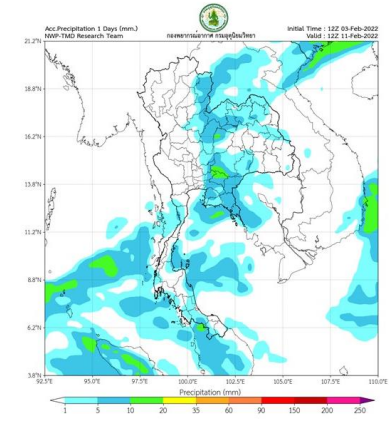 Acc.Precipitation 1 Days (mm.)
NWP-TMD Research Team
กองพยากรณ์อากาศ กรมอุตุนิยมวิทยา
Initial Time : 12Z 03-Feb-2022
Valid : 12Z 11-Feb-2022
21.2°N
18.8°N
16.2°N
13.8°N
11.2°N
8.8°N
6.2°N
3.8°N
92.5°E 95.0°E 97.5°E 100.0°E 102.5°E 105.0°E 107.5°E 110.0°E
Precipitation (mm)
1 5 10 20 35 60 90 150 200 250